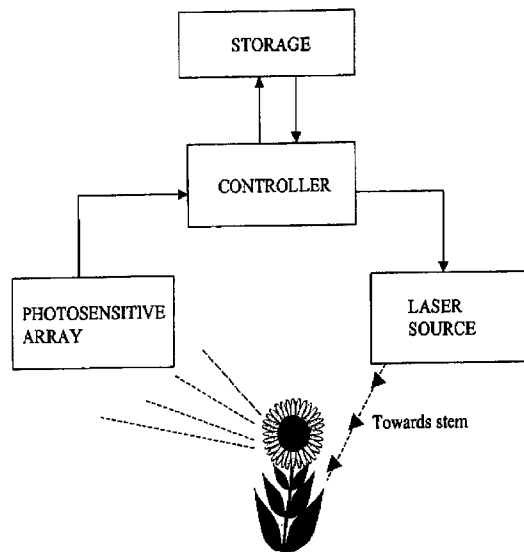 STORAGE
CONTROLLER
PHOTOSENSITIVE
ARRAY
LASER
SOURCE
Towards stem